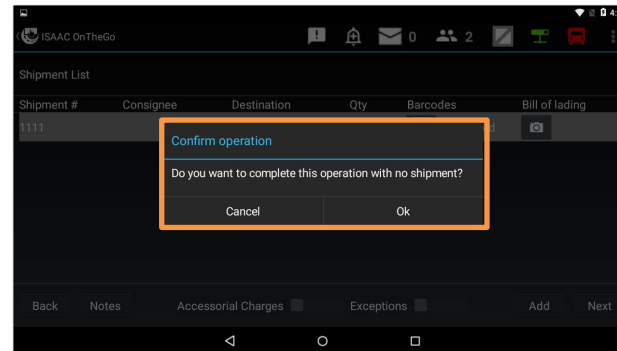 4:
ISAAC OnTheGo
0
2
Shipment List
Shipment # Consignee Destination Qty Barcodes Bill of lading
1111 d
Confirm operation
Do you want to complete this operation with no shipment?
Cancel Ok
Back Notes Accessorial Charges Exceptions Add Next